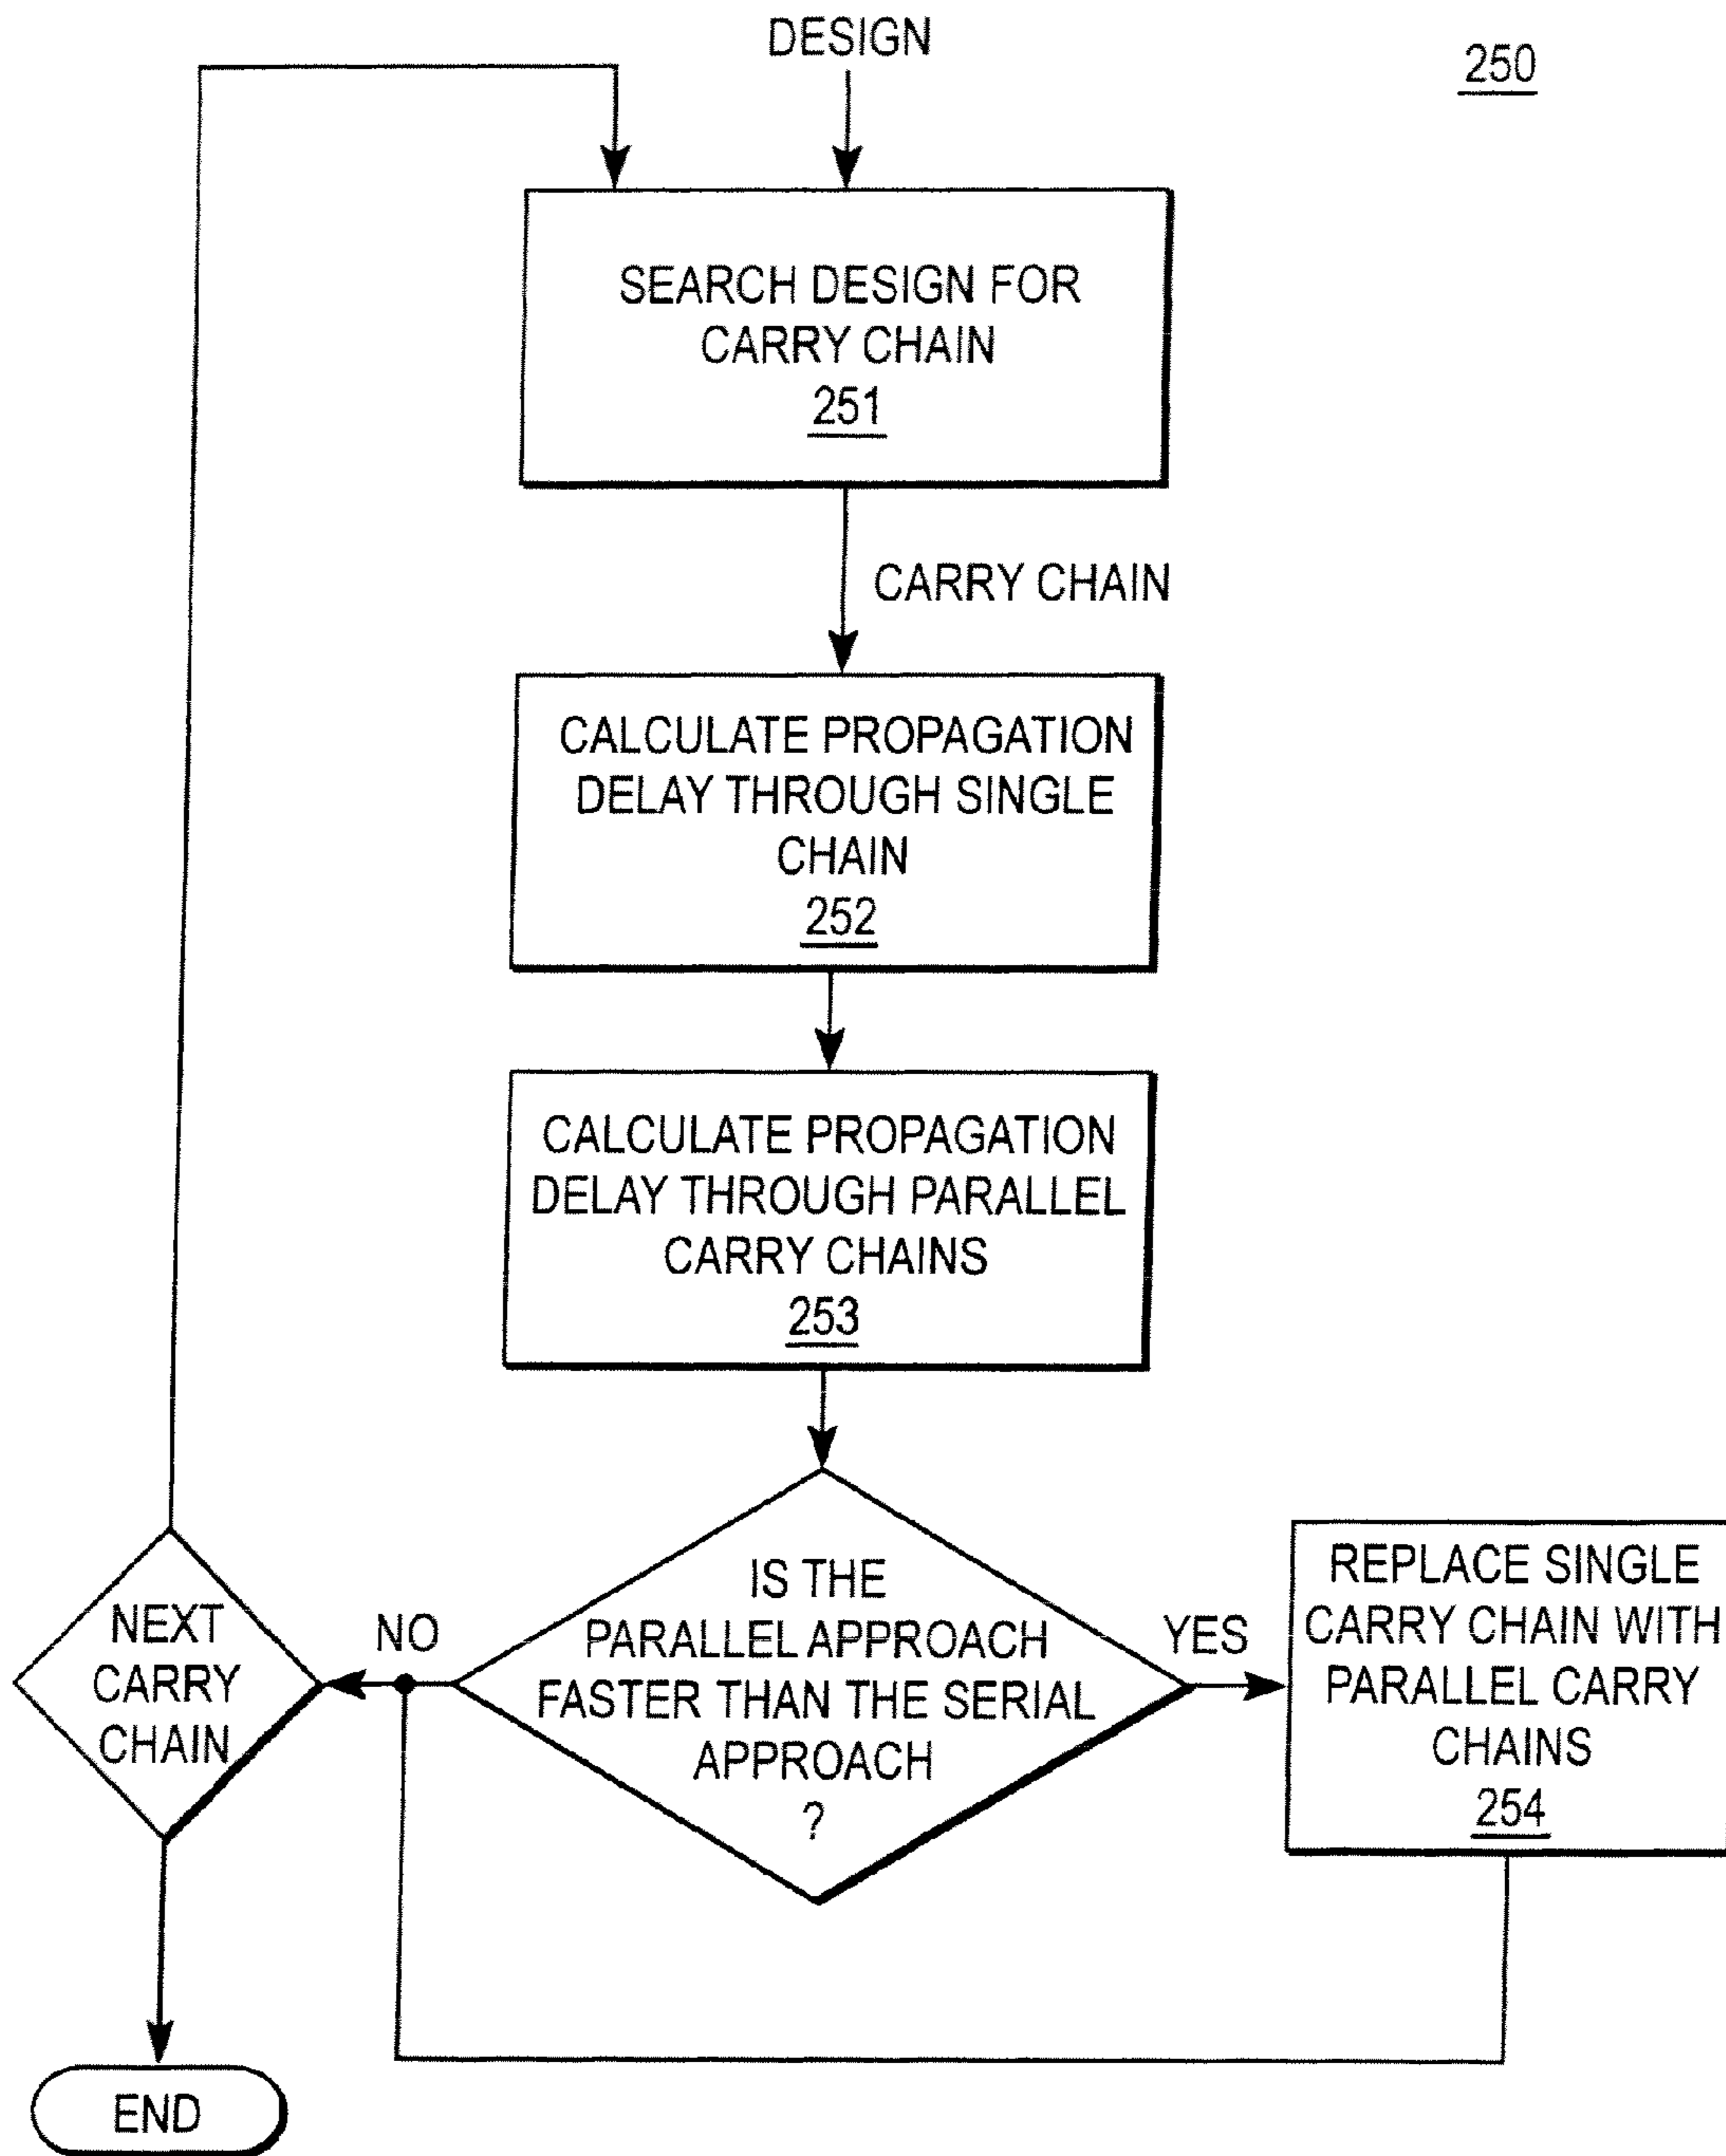 DESIGN
250
SEARCH DESIGN FOR
CARRY CHAIN
251
CARRY CHAIN
CALCULATE PROPAGATION
DELAY THROUGH SINGLE
CHAIN
252
CALCULATE PROPAGATION
DELAY THROUGH PARALLEL
CARRY CHAINS
253
IS THE
PARALLEL APPROACH
FASTER THAN THE SERIAL
APPROACH
?
YES
REPLACE SINGLE
CARRY CHAIN WITH
PARALLEL CARRY
CHAINS
254
NO
NEXT
CARRY
CHAIN
END